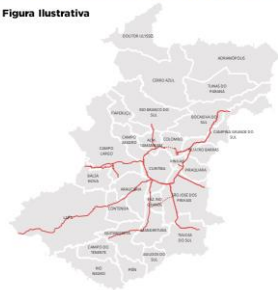 Figura Ilustrativa
DOUTOR ULYSSES
ADRIANÓPOLIS
CERRO AZUL
TUNAS DO
PARANÁ
RIO BRANCO DO
SUL
ITAPERUÇU
BOCAIÚVA DO
SUL
CAMPINA GRANDE DO
SUL
CAMPO
MAGRO
COLOMBO
CAMPO
LARGO
QUATRO BARRAS
PINHAIS
PIRAQUARA
CURITIBA
BALSA
NOVA
ARAUCÁRIA
SÃO JOSÉ DOS
PINHAIS
FAZ. RIO
GRANDE
LAPA
CONTENDA
MANDIRITUBA
TIJUCAS
DO SUL
QUITANDINHA
CAMPO DO
TENENTE
AGUDOS DO
SUL
RIO
NEGRO
PIÊN